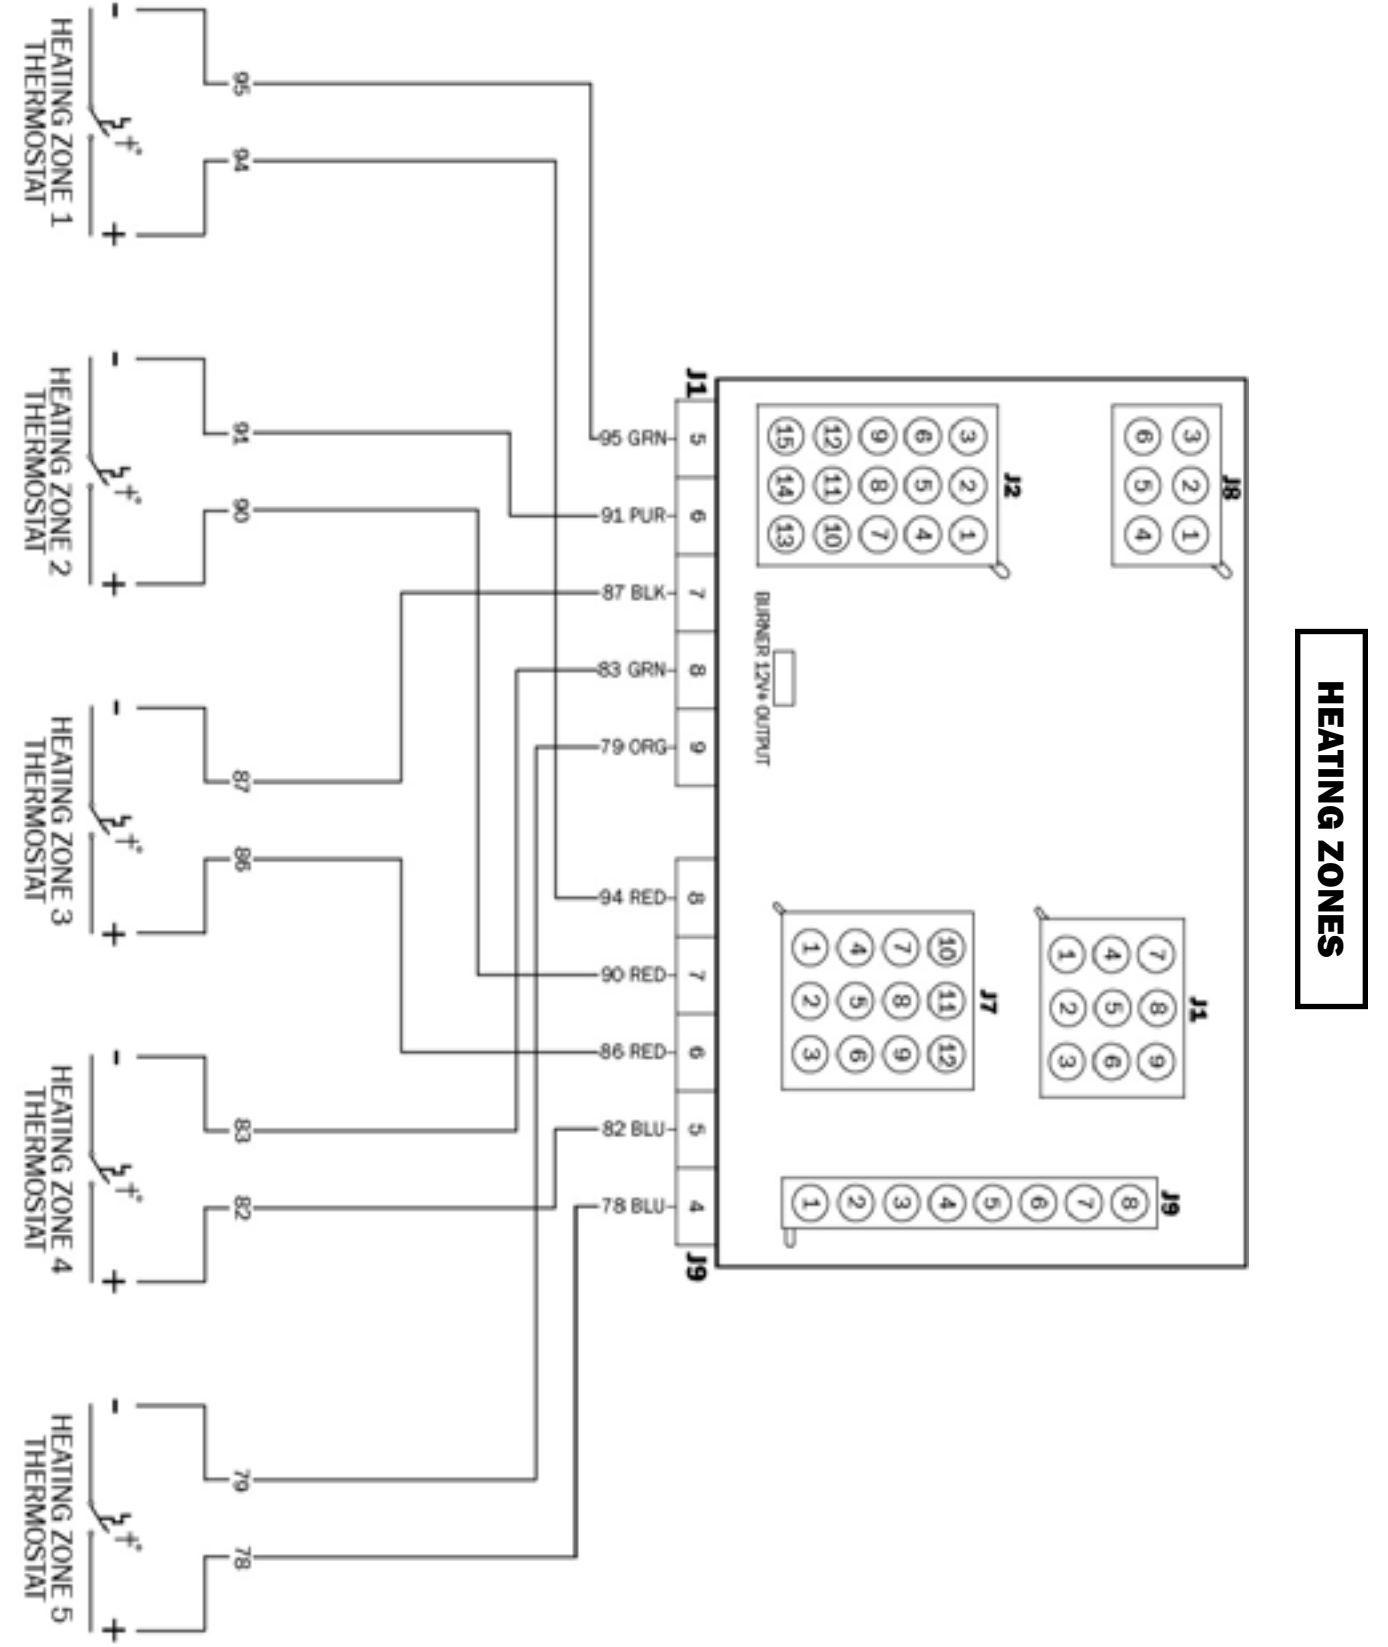 HEATING ZONES
J8
3 2 1
6 5 4
J2
3 2 1
6 5 4
9 8 7
12 11 10
15 14 13
BURNER 12V+ OUTPUT
J1
7 8 9
4 5 6
1 2 3
J7
10 11 12
7 8 9
4 5 6
1 2 3
J9
8
7
6
5
4
3
2
1
J1
5
6
7
8
9
8
7
6
5
4
J9
95 GRN
91 PUR
87 BLK
83 GRN
79 ORG
94 RED
90 RED
86 RED
82 BLU
78 BLU
95
94
- +
HEATING ZONE 1
THERMOSTAT
91
90
- +
HEATING ZONE 2
THERMOSTAT
87
86
- +
HEATING ZONE 3
THERMOSTAT
83
82
- +
HEATING ZONE 4
THERMOSTAT
79
78
- +
HEATING ZONE 5
THERMOSTAT